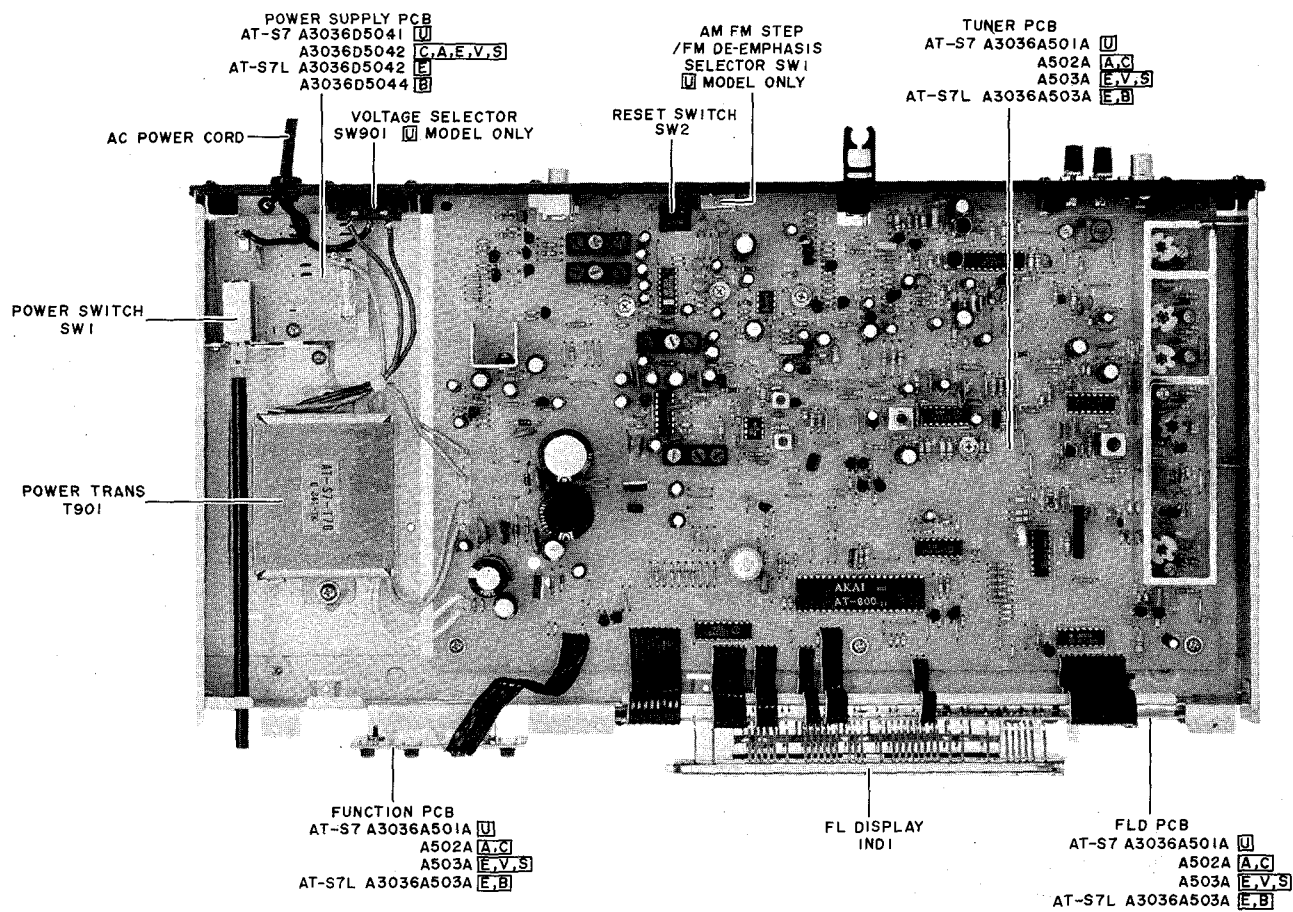 POWER SUPPLY PCB
AT-S7 A3036D5041 U
A3036D5042 C,A,E,V,S
AT-S7L A3036D5042 E
A3036D5044 B
AM FM STEP
/FM DE-EMPHASIS
SELECTOR SW1
U MODEL ONLY
TUNER PCB
AT-S7 A3036A501A U
A502A A,C
A503A E,V,S
AT-S7L A3036A503A E,B
AC POWER CORD
VOLTAGE SELECTOR
SW901 U MODEL ONLY
RESET SWITCH
SW2
POWER SWITCH
SW1
POWER TRANS
T901
AKAI
AT-800
FUNCTION PCB
AT-S7 A3036A501A U
A502A A,C
A503A E,V,S
AT-S7L A3036A503A E,B
FL DISPLAY
IND1
FLD PCB
AT-S7 A3036A501A U
A502A A,C
A503A E,V,S
AT-S7L A3036A503A E,B